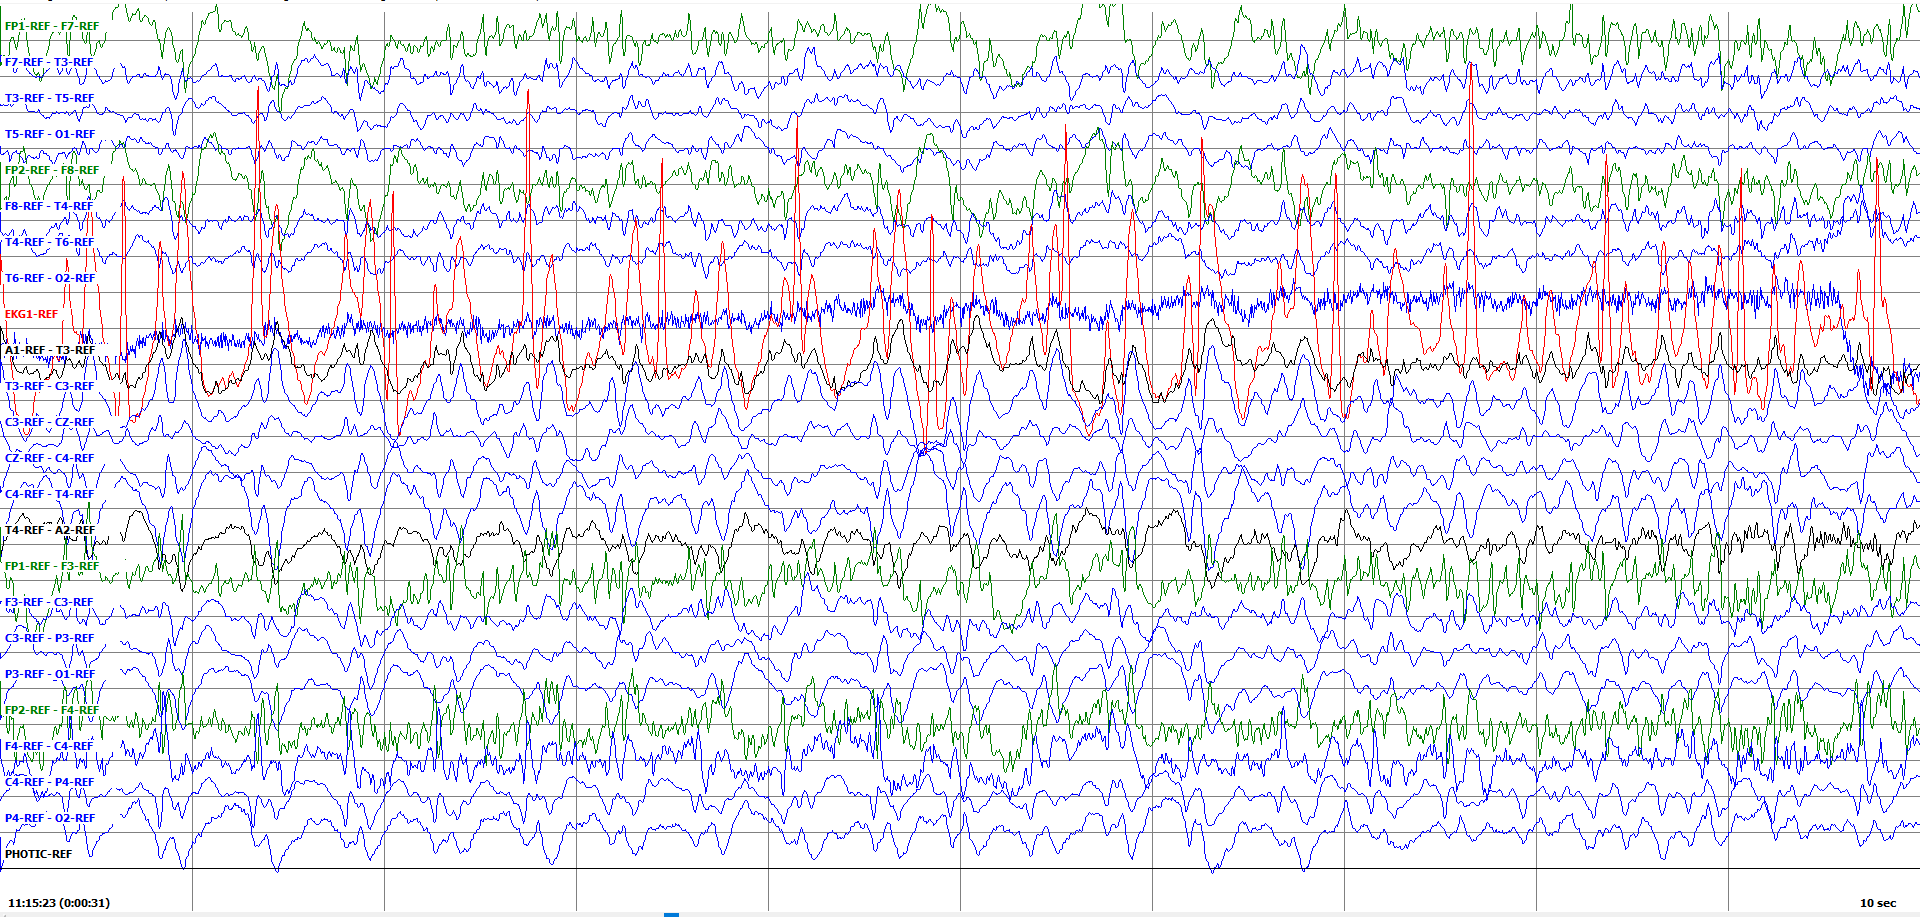 FP1-REF - F7-REF
F7-REF - T3-REF
T3-REF - T5-REF
T5-REF - O1-REF
FP2-REF - F8-REF
F8-REF - T4-REF
T4-REF - T6-REF
T6-REF - O2-REF
EKG1-REF
A1-REF - T3-REF
T3-REF - C3-REF
C3-REF - CZ-REF
CZ-REF - C4-REF
C4-REF - T4-REF
T4-REF - A2-REF
FP1-REF - F3-REF
F3-REF - C3-REF
C3-REF - P3-REF
P3-REF - O1-REF
FP2-REF - F4-REF
F4-REF - C4-REF
C4-REF - P4-REF
P4-REF - O2-REF
PHOTIC-REF
11:15:23 (0:00:31) 10 sec